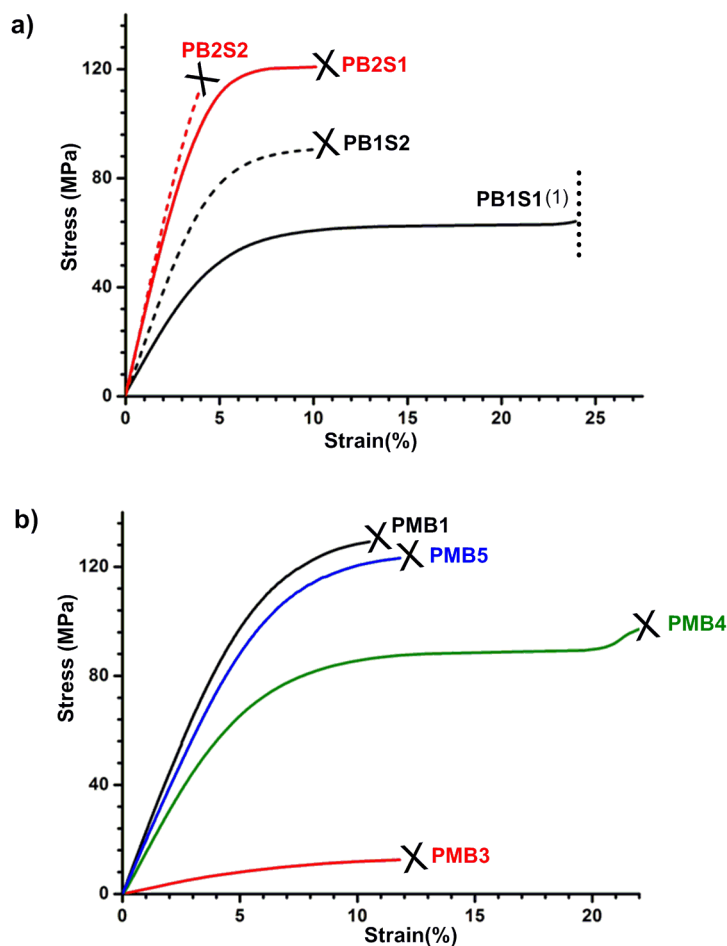 a)
PB2S2
PB2S1
PB1S2
PB1S1(1)
120
80
40
0
Stress (MPa)
0 5 10 15 20 25
Strain(%)
b)
PMB1
PMB5
PMB4
PMB3
120
80
40
0
Stress (MPa)
0 5 10 15 20
Strain(%)